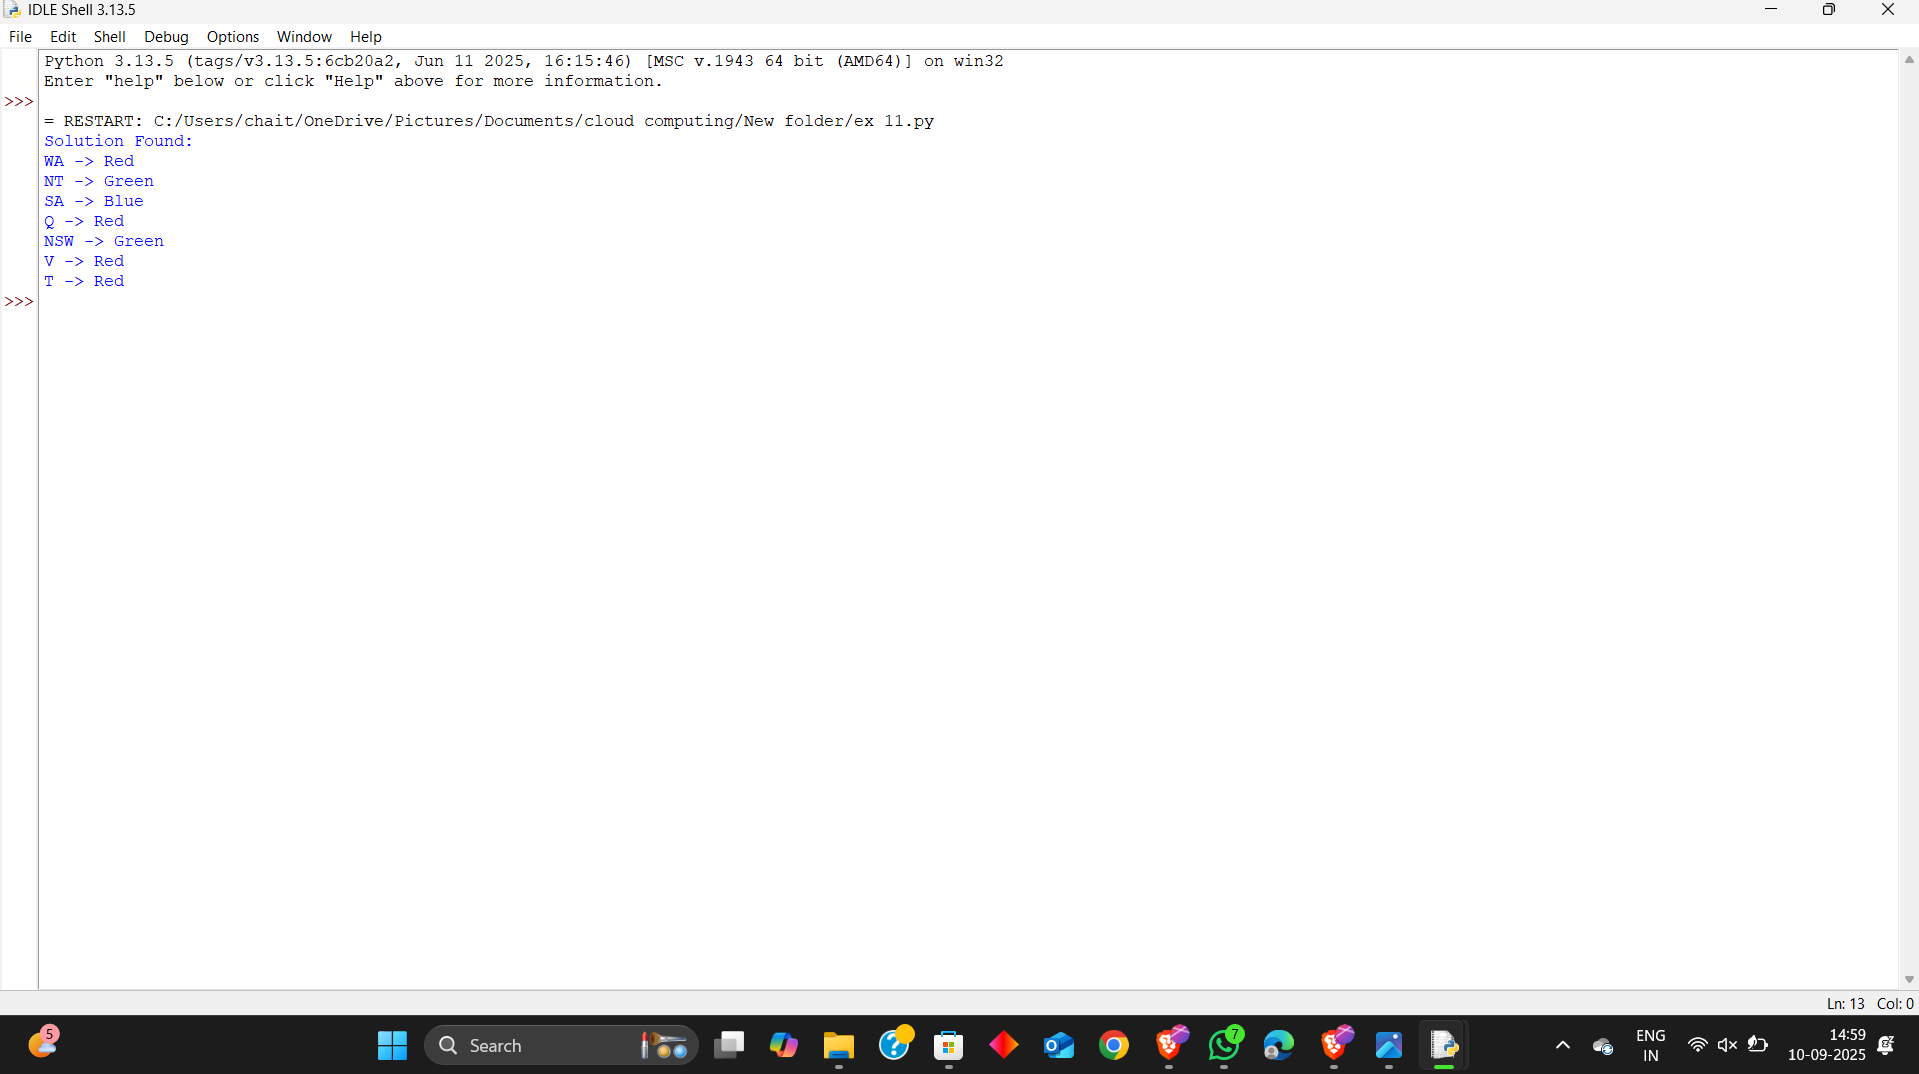 IDLE Shell 3.13.5
File Edit Shell Debug Options Window Help
Python 3.13.5 (tags/v3.13.5:6cb20a2, Jun 11 2025, 16:15:46) [MSC v.1943 64 bit (AMD64)] on win32
Enter "help" below or click "Help" above for more information.
>>>
= RESTART: C:/Users/chait/OneDrive/Pictures/Documents/cloud computing/New folder/ex 11.py
Solution Found:
WA -> Red
NT -> Green
SA -> Blue
Q -> Red
NSW -> Green
V -> Red
T -> Red
>>>
Ln: 13 Col: 0
5
Search
7
ENG
IN
14:59
10-09-2025